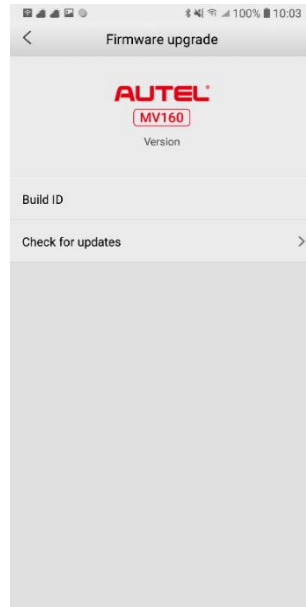 100% 10:03
Firmware upgrade
AUTEL
MV160
Version
Build ID
Check for updates